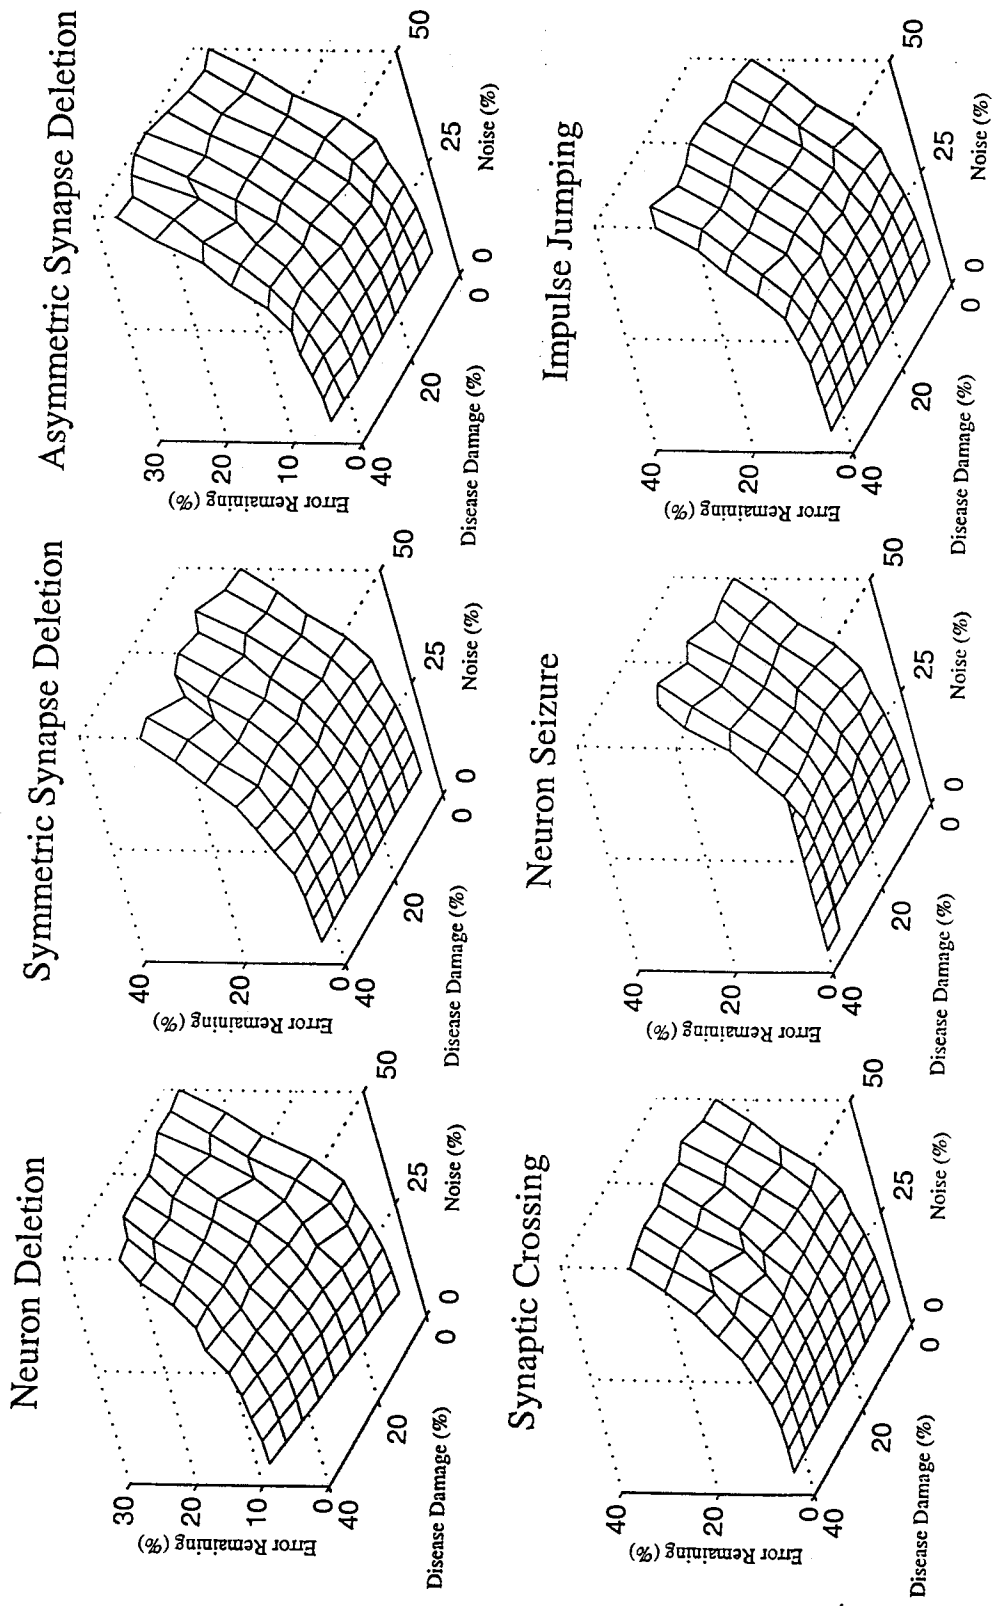 Neuron Deletion
Error Remaining (%)
30
20
10
0
40
20
0
Disease Damage (%)
0
25
50
Noise (%)
Symmetric Synapse Deletion
Error Remaining (%)
40
20
0
40
20
0
Disease Damage (%)
0
25
50
Noise (%)
Asymmetric Synapse Deletion
Error Remaining (%)
30
20
10
0
40
20
0
Disease Damage (%)
0
25
50
Noise (%)
Synaptic Crossing
Error Remaining (%)
40
20
0
40
20
0
Disease Damage (%)
0
25
50
Noise (%)
Neuron Seizure
Error Remaining (%)
40
20
0
40
20
0
Disease Damage (%)
0
25
50
Noise (%)
Impulse Jumping
Error Remaining (%)
40
20
0
40
20
0
Disease Damage (%)
0
25
50
Noise (%)